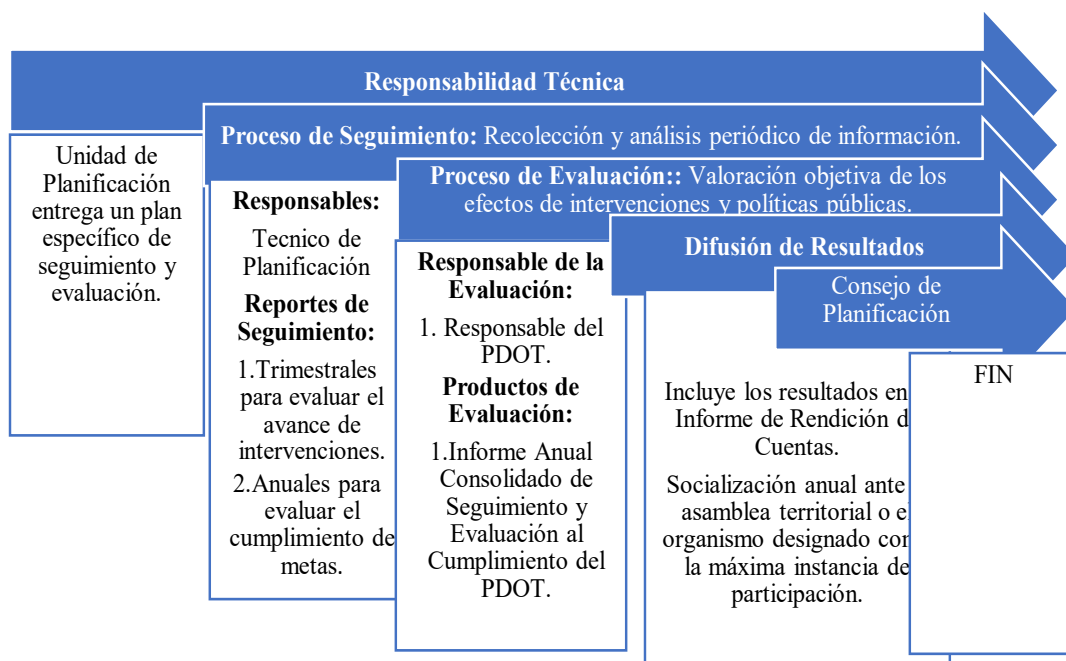 Responsabilidad Técnica
Unidad de
Planificación
entrega un plan
específico de
seguimiento y
evaluación.
Proceso de Seguimiento: Recolección y análisis periódico de información.
Responsables:
Tecnico de
Planificación
Reportes de
Seguimiento:
1.Trimestrales
para evaluar el
avance de
intervenciones.
2.Anuales para
evaluar el
cumplimiento de
metas.
Proceso de Evaluación:: Valoración objetiva de los
efectos de intervenciones y políticas públicas.
Responsable de la
Evaluación:
1. Responsable del
PDOT.
Productos de
Evaluación:
1.Informe Anual
Consolidado de
Seguimiento y
Evaluación al
Cumplimiento del
PDOT.
Difusión de Resultados
Incluye los resultados en
Informe de Rendición d
Cuentas.
Socialización anual ante
asamblea territorial o e
organismo designado com
la máxima instancia de
participación.
Consejo de
Planificación
FIN